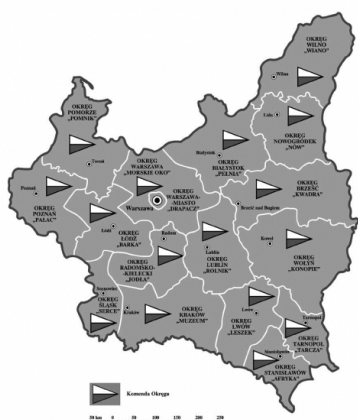 OKRĘG
WILNO
„WIANO"
Wilno
OKRĘG
POMORZE
„POMNIK"
Toruń
Lida
OKRĘG
NOWOGRÓDEK
„NÓW"
OKRĘG
WARSZAWA
„MORSKIE OKO"
Białystok
OKRĘG
BIAŁYSTOK
„PEŁNIA"
OKRĘG
BRZEŚĆ
„KWADRA"
Poznań
OKRĘG
POZNAŃ
„PAŁAC"
OKRĘG
WARSZAWA-
-MIASTO
„DRAPACZ"
Warszawa
Brześć nad Bugiem
Łódź
OKRĘG
ŁÓDŹ
„BARKA"
Radom
Lublin
OKRĘG
LUBLIN
„ROLNIK"
Kowel
OKRĘG
WOŁYŃ
„KONOPIE"
OKRĘG
RADOMSKO-
-KIELECKI
„JODŁA"
Sosnowiec
OKRĘG
ŚLĄSK
„SERCE"
Kraków
OKRĘG
KRAKÓW
„MUZEUM"
Lwów
OKRĘG
LWÓW
„LESZEK"
Tarnopol
OKRĘG
TARNOPOL
„TARCZA"
Stanisławów
OKRĘG
STANISŁAWÓW
„AFRYKA"
Komenda Okręgu
50 km 0 50 100 150 200 250